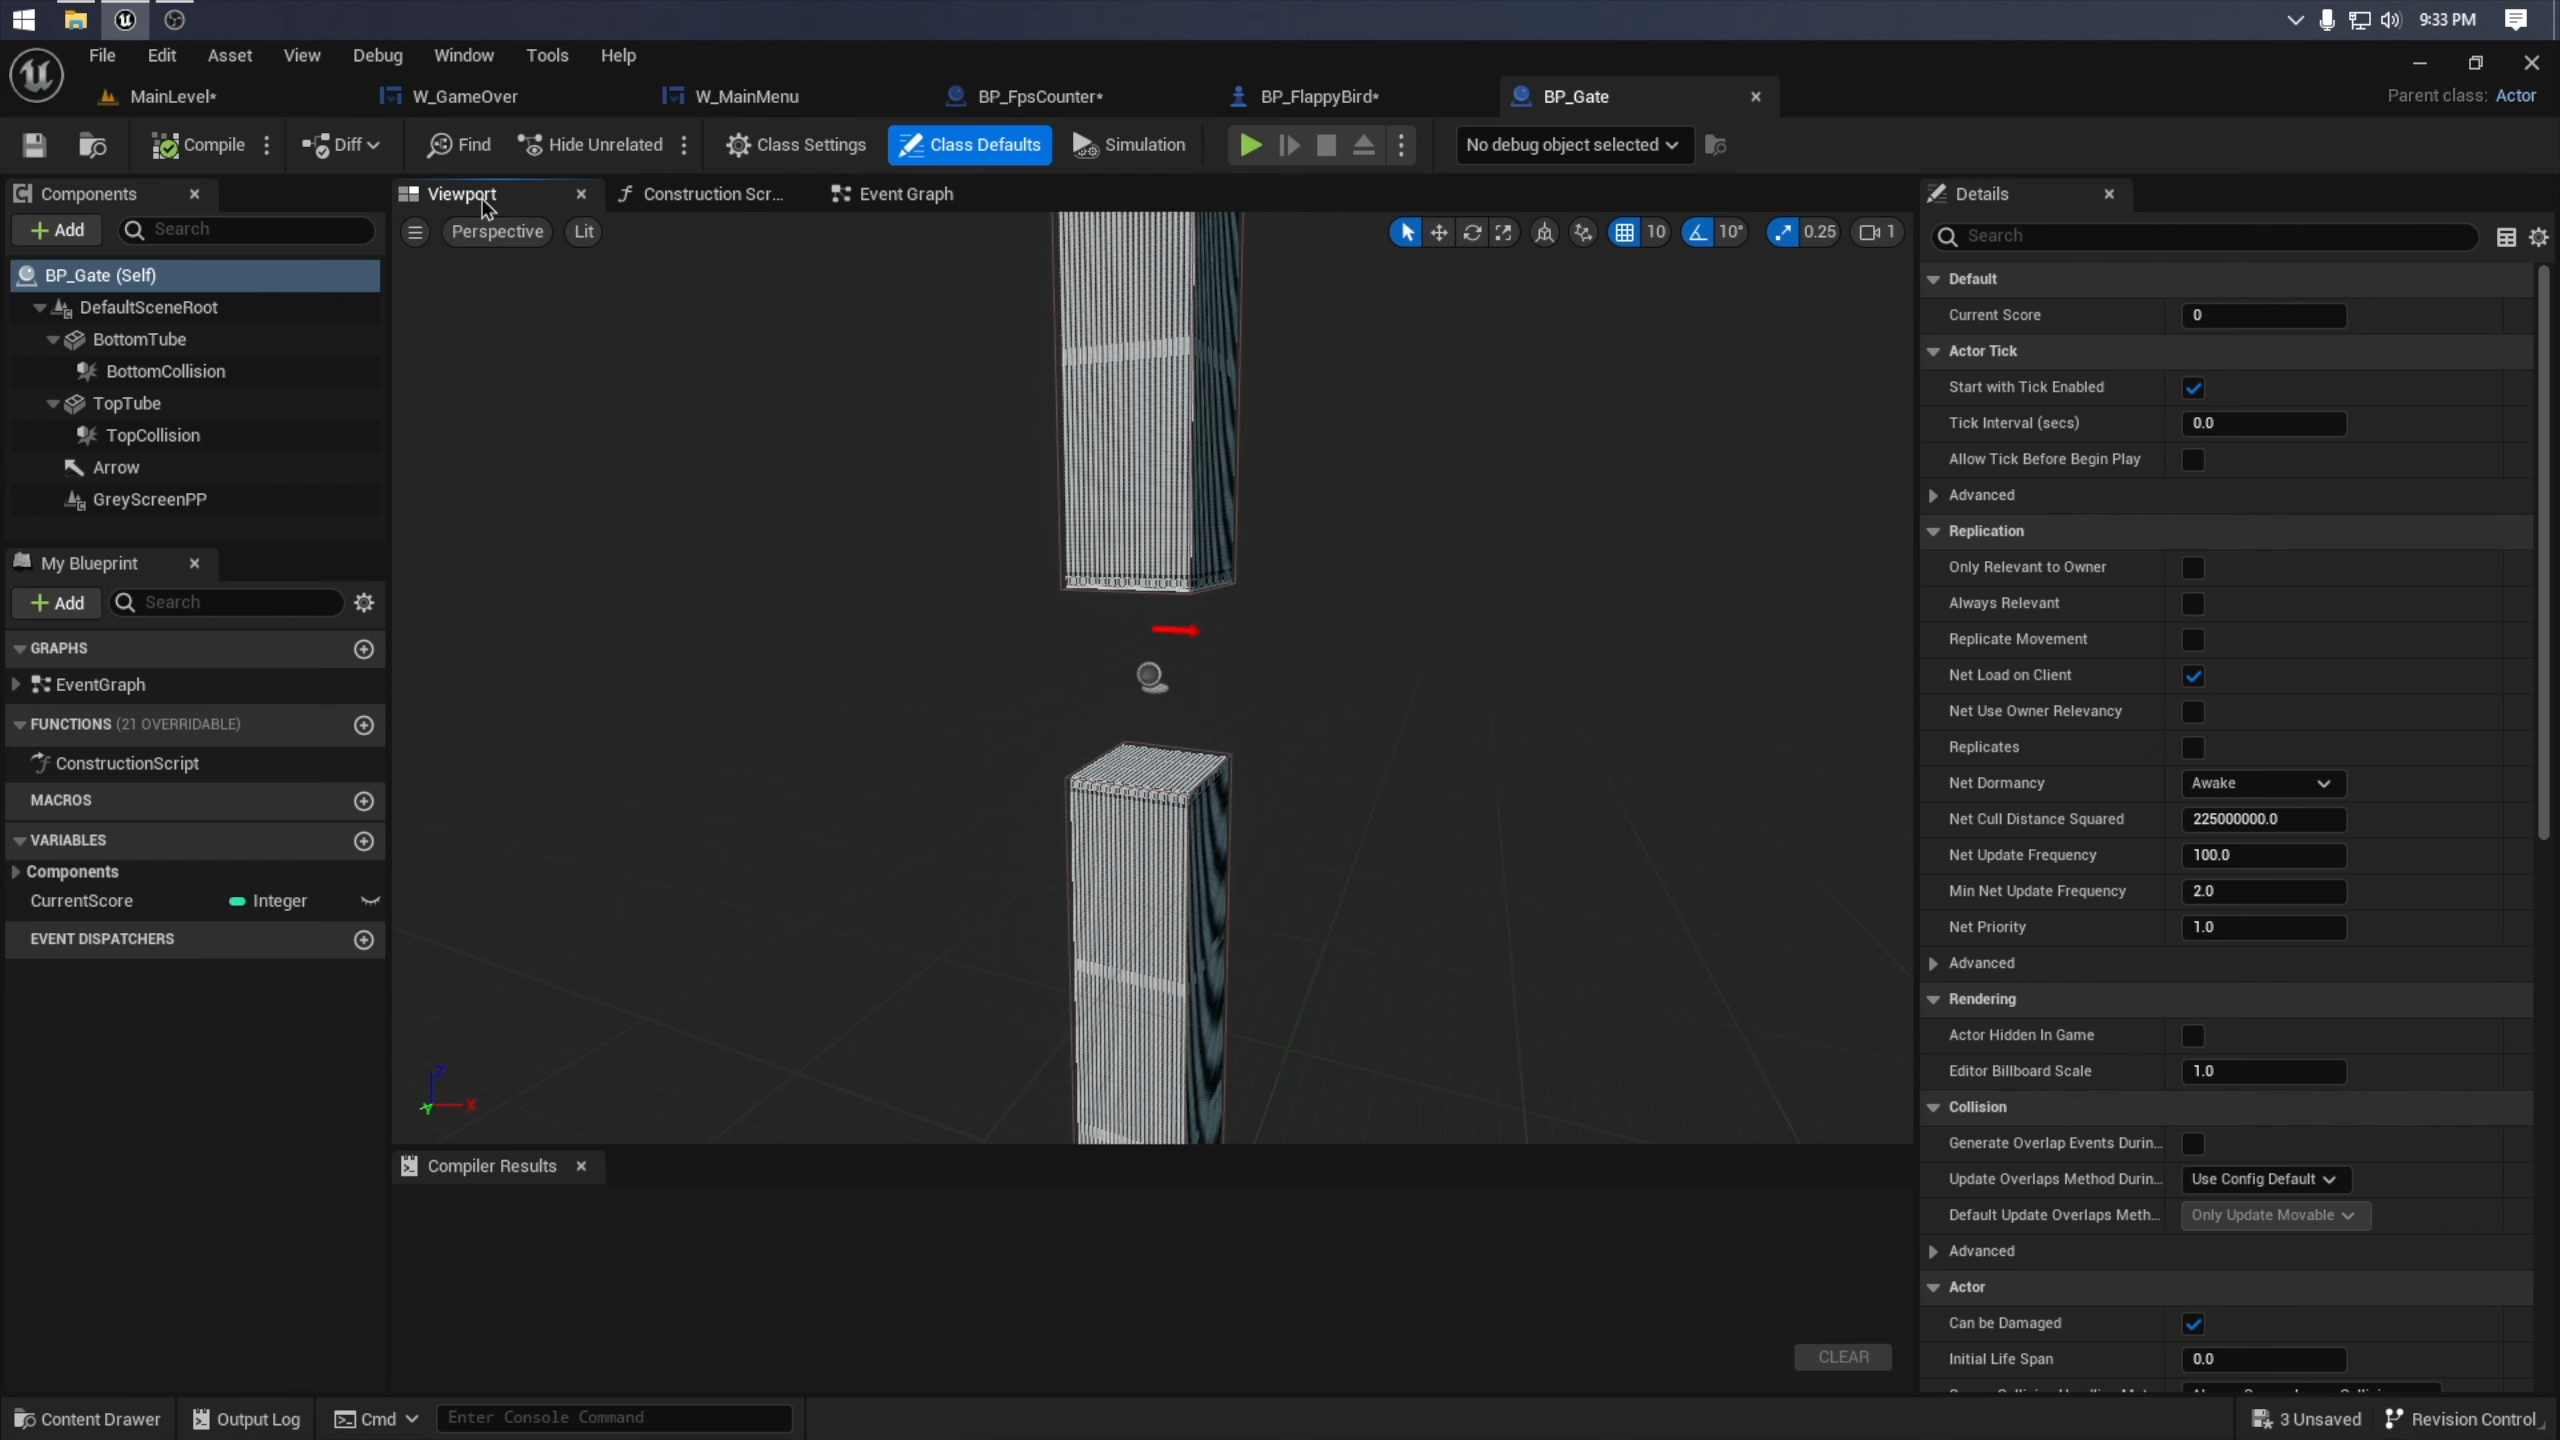 9:33 PM
File Edit Asset View Debug Window Tools Help
MainLevel* W_GameOver W_MainMenu BP_FpsCounter* BP_FlappyBird* BP_Gate Parent class: Actor
Compile Diff Find Hide Unrelated Class Settings Class Defaults Simulation No debug object selected
Components
Add Search
BP_Gate (Self)
DefaultSceneRoot
BottomTube
BottomCollision
TopTube
TopCollision
Arrow
GreyScreenPP
My Blueprint
Add Search
GRAPHS
EventGraph
FUNCTIONS (21 OVERRIDABLE)
ConstructionScript
MACROS
VARIABLES
Components
CurrentScore Integer
EVENT DISPATCHERS
Viewport Construction Scr... Event Graph
Perspective Lit 10 10° 0.25 1
Z
Y X
Compiler Results
CLEAR
Details
Search
Default
Current Score 0
Actor Tick
Start with Tick Enabled
Tick Interval (secs) 0.0
Allow Tick Before Begin Play
Advanced
Replication
Only Relevant to Owner
Always Relevant
Replicate Movement
Net Load on Client
Net Use Owner Relevancy
Replicates
Net Dormancy Awake
Net Cull Distance Squared 225000000.0
Net Update Frequency 100.0
Min Net Update Frequency 2.0
Net Priority 1.0
Advanced
Rendering
Actor Hidden In Game
Editor Billboard Scale 1.0
Collision
Generate Overlap Events Durin...
Update Overlaps Method Durin... Use Config Default
Default Update Overlaps Meth... Only Update Movable
Advanced
Actor
Can be Damaged
Initial Life Span 0.0
Content Drawer Output Log Cmd Enter Console Command 3 Unsaved Revision Control